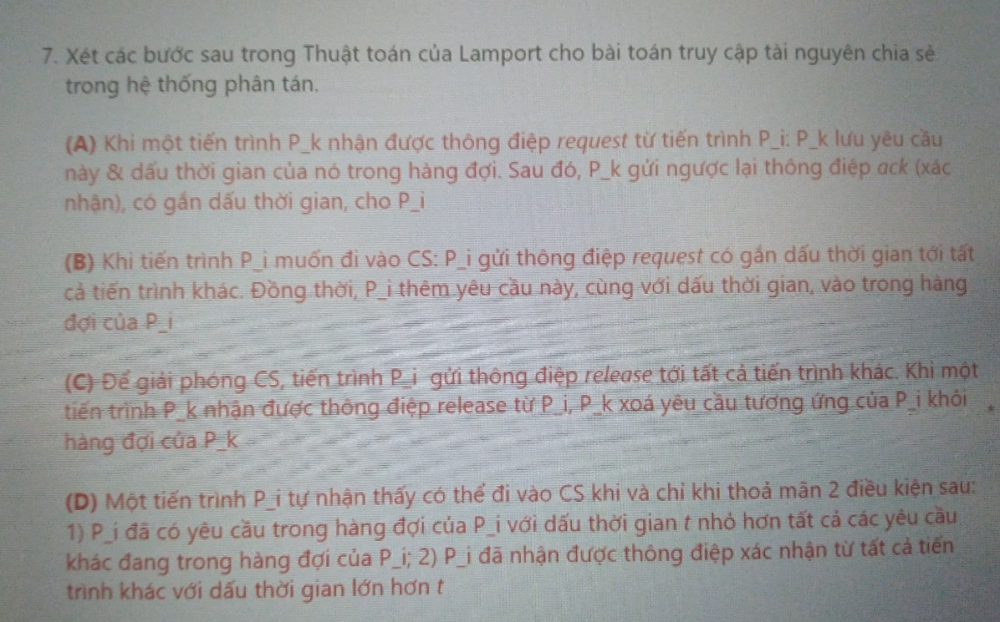 7. Xét các bước sau trong Thuật toán của Lamport cho bài toán truy cập tài nguyên chia sẻ
trong hệ thống phân tán.
(A) Khi một tiến trình P_k nhận được thông điệp request từ tiến trình P_i: P_k lưu yêu cầu
này & dấu thời gian của nó trong hàng đợi. Sau đó, P_k gửi ngược lại thông điệp ack (xác
nhận), có gắn dấu thời gian, cho P_i
(B) Khi tiến trình P_i muốn đi vào CS: P_i gửi thông điệp request có gắn dấu thời gian tới tất
cả tiến trình khác. Đồng thời, P_i thêm yêu cầu này, cùng với dấu thời gian, vào trong hàng
đợi của P_i
(C) Để giải phóng CS, tiến trình P_i gửi thông điệp release tới tất cả tiến trình khác. Khi một
tiến trình P_k nhận được thông điệp release từ P_i, P_k xoá yêu cầu tương ứng của P_i khỏi
hàng đợi của P_k
(D) Một tiến trình P_i tự nhận thấy có thể đi vào CS khi và chỉ khi thoả mãn 2 điều kiện sau:
1) P_i đã có yêu cầu trong hàng đợi của P_i với dấu thời gian t nhỏ hơn tất cả các yêu cầu
khác đang trong hàng đợi của P_i; 2) P_i đã nhận được thông điệp xác nhận từ tất cả tiến
trình khác với dấu thời gian lớn hơn t